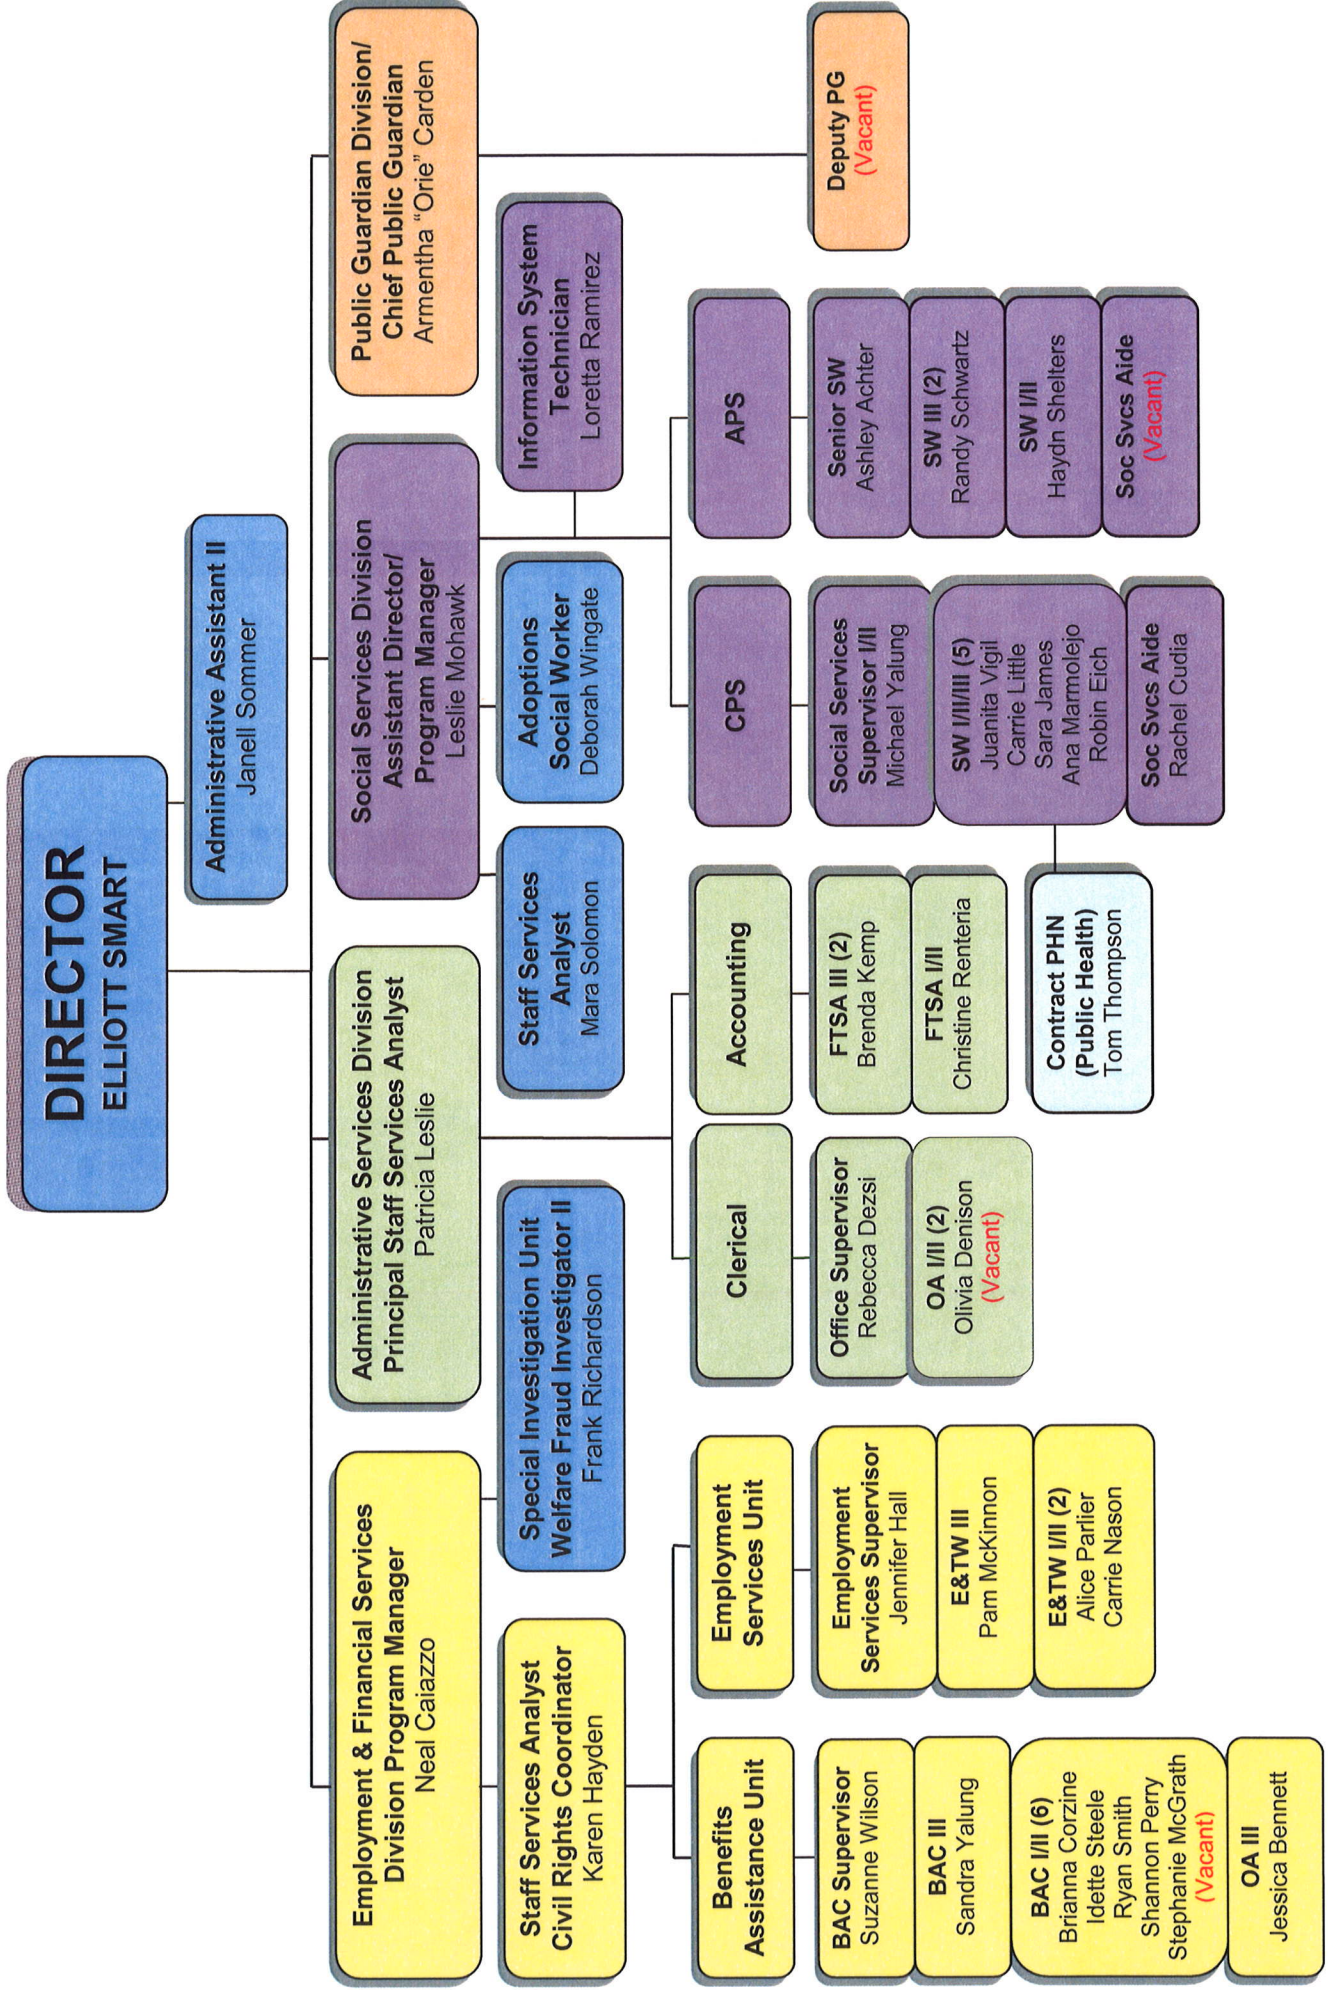 DIRECTOR
ELLIOTT SMART
Administrative Assistant II
Janell Sommer
Employment & Financial Services
Division Program Manager
Neal Caiazzo
Administrative Services Division
Principal Staff Services Analyst
Patricia Leslie
Social Services Division
Assistant Director/
Program Manager
Leslie Mohawk
Public Guardian Division/
Chief Public Guardian
Armentha “Orie” Carden
Staff Services Analyst
Civil Rights Coordinator
Karen Hayden
Special Investigation Unit
Welfare Fraud Investigator II
Frank Richardson
Staff Services
Analyst
Mara Solomon
Adoptions
Social Worker
Deborah Wingate
Information System
Technician
Loretta Ramirez
Benefits
Assistance Unit
BAC Supervisor
Suzanne Wilson
BAC III
Sandra Yalung
BAC I/II (6)
Brianna Corzine
Idette Steele
Ryan Smith
Shannon Perry
Stephanie McGrath
(Vacant)
OA III
Jessica Bennett
Employment
Services Unit
Employment
Services Supervisor
Jennifer Hall
E&TW III
Pam McKinnon
E&TW I/II (2)
Alice Parlier
Carrie Nason
Clerical
Office Supervisor
Rebecca Dezsi
OA I/II (2)
Olivia Denison
(Vacant)
Accounting
FTSA III (2)
Brenda Kemp
FTSA I/II
Christine Renteria
Contract PHN
(Public Health)
Tom Thompson
CPS
Social Services
Supervisor I/II
Michael Yalung
SW I/II/III (5)
Juanita Vigil
Carrie Little
Sara James
Ana Marmolejo
Robin Eich
Soc Svcs Aide
Rachel Cudia
APS
Senior SW
Ashley Achter
SW III (2)
Randy Schwartz
SW I/II
Haydn Shelters
Soc Svcs Aide
(Vacant)
Deputy PG
(Vacant)